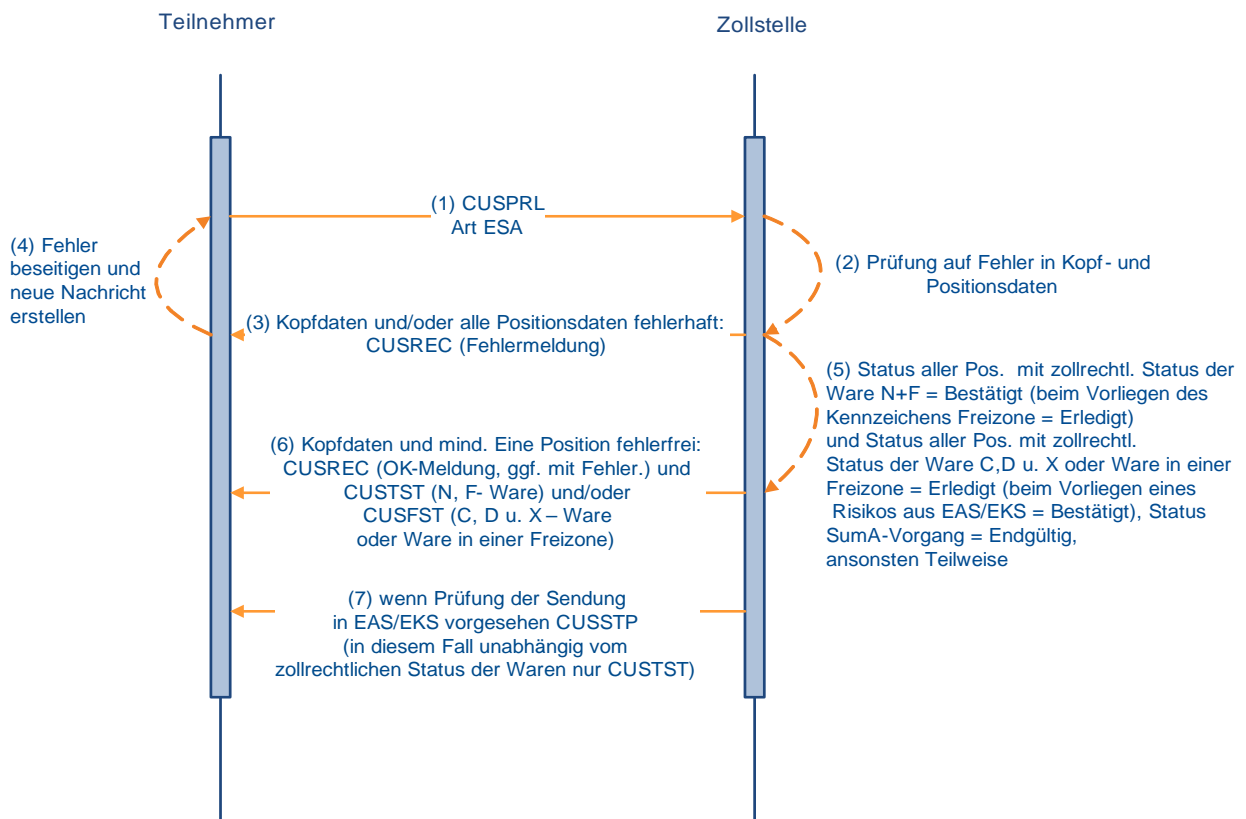 Teilnehmer
Zollstelle
(1) CUSPRL
Art ESA
(2) Prüfung auf Fehler in Kopf- und
Positionsdaten
(3) Kopfdaten und/oder alle Positionsdaten fehlerhaft:
CUSREC (Fehlermeldung)
(4) Fehler
beseitigen und
neue Nachricht
erstellen
(5) Status aller Pos. mit zollrechtl. Status der
Ware N+F = Bestätigt (beim Vorliegen des
Kennzeichens Freizone = Erledigt)
und Status aller Pos. mit zollrechtl.
Status der Ware C,D u. X oder Ware in einer
Freizone = Erledigt (beim Vorliegen eines
Risikos aus EAS/EKS = Bestätigt), Status
SumA-Vorgang = Endgültig,
ansonsten Teilweise
(6) Kopfdaten und mind. Eine Position fehlerfrei:
CUSREC (OK-Meldung, ggf. mit Fehler.) und
CUSTST (N, F- Ware) und/oder
CUSFST (C, D u. X – Ware
oder Ware in einer Freizone)
(7) wenn Prüfung der Sendung
in EAS/EKS vorgesehen CUSSTP
(in diesem Fall unabhängig vom
zollrechtlichen Status der Waren nur CUSTST)